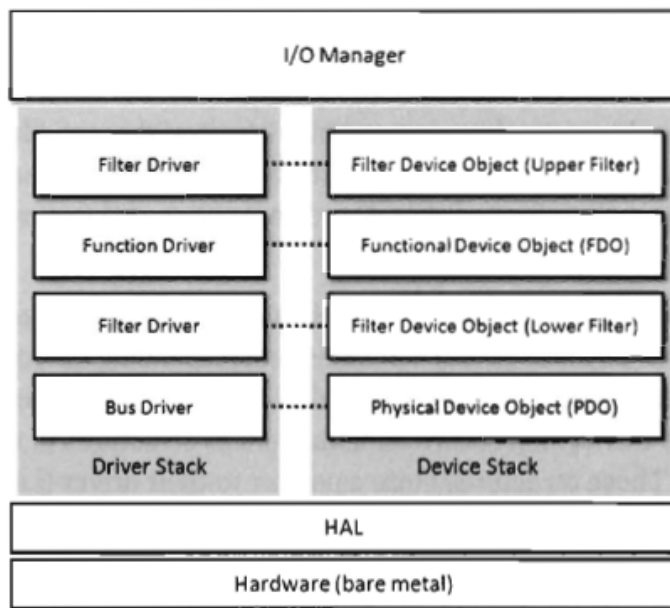 I/O Manager
Filter Driver
Filter Device Object (Upper Filter)
Function Driver
Functional Device Object (FDO)
Filter Driver
Filter Device Object (Lower Filter)
Bus Driver
Physical Device Object (PDO)
Driver Stack
Device Stack
HAL
Hardware (bare metal)